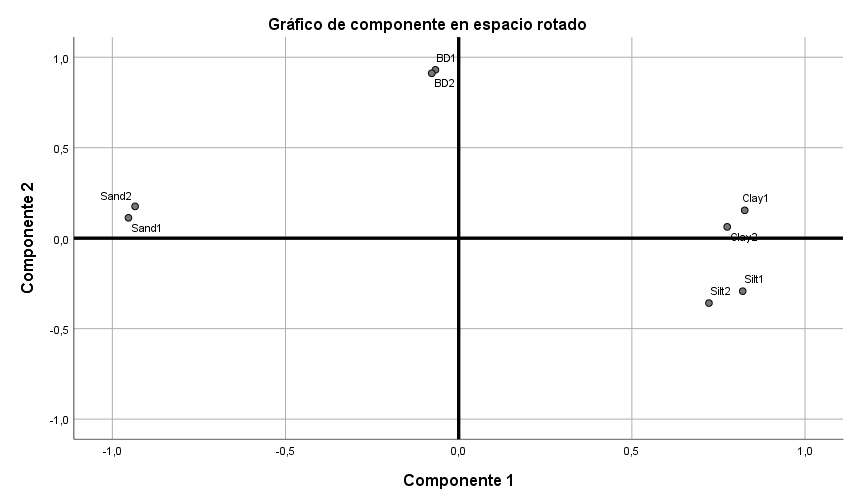 Gráfico de componente en espacio rotado
Componente 2
1,0
0,5
0,0
-0,5
-1,0
BD1
BD2
Sand2
Sand1
Clay1
Clay2
Silt1
Silt2
-1,0
-0,5
0,0
0,5
1,0
Componente 1